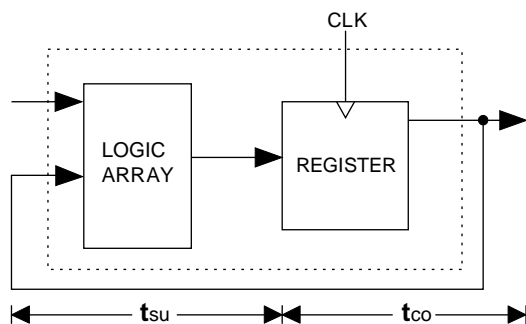 CLK
LOGIC
ARRAY
REGISTER
tsu
tco